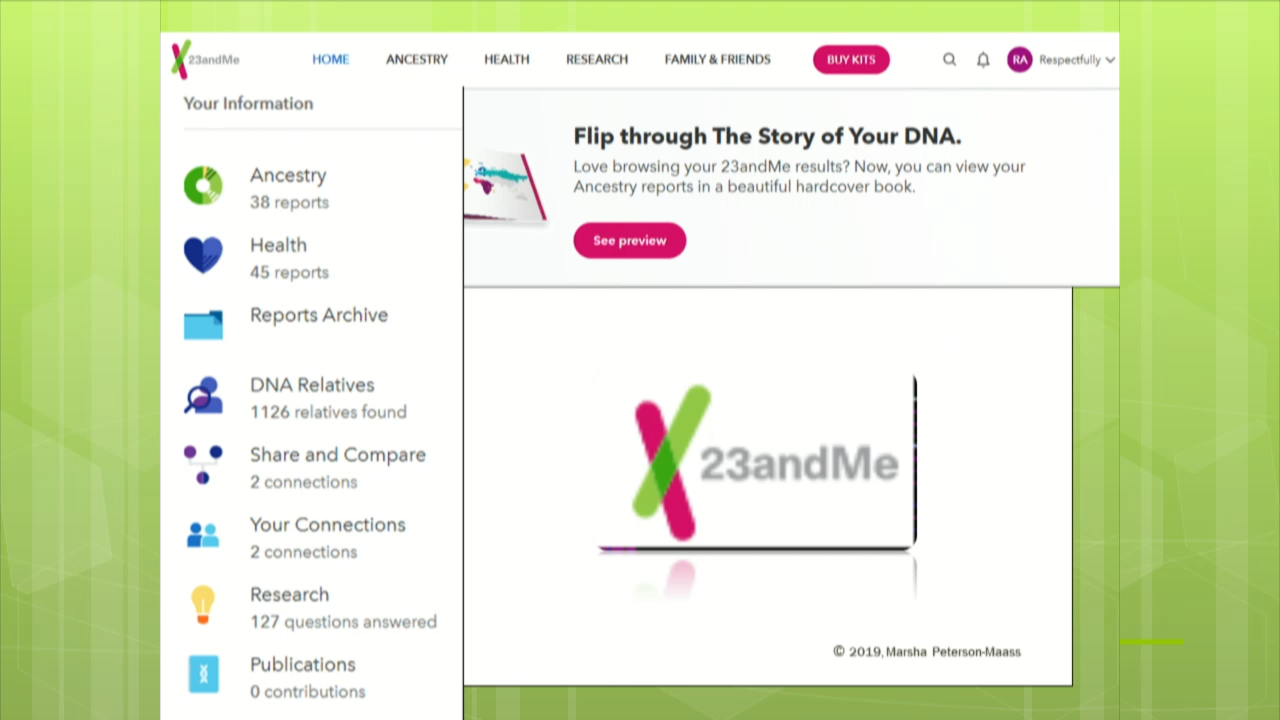 23andMe
HOME ANCESTRY HEALTH RESEARCH FAMILY & FRIENDS BUY KITS RA Respectfully
Your Information
Ancestry
38 reports
Health
45 reports
Reports Archive
DNA Relatives
1126 relatives found
Share and Compare
2 connections
Your Connections
2 connections
Research
127 questions answered
Publications
0 contributions
Flip through The Story of Your DNA.
Love browsing your 23andMe results? Now, you can view your
Ancestry reports in a beautiful hardcover book.
See preview
23andMe
© 2019, Marsha Peterson-Maass